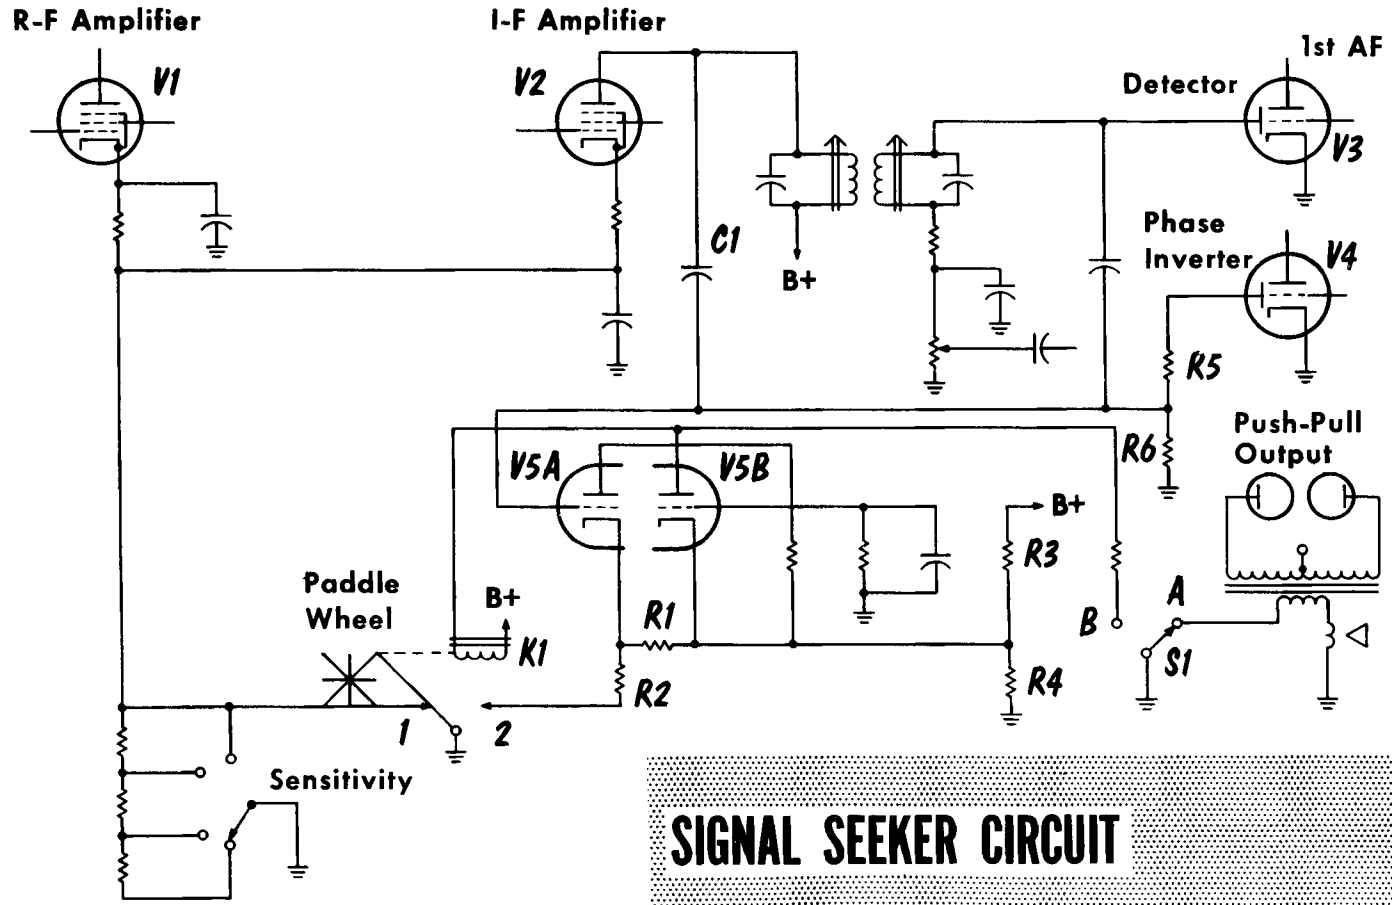 R-F Amplifier
I-F Amplifier
1st AF
V1
V2
Detector
V3
Phase
Inverter
V4
C1
B+
R5
R6
Push-Pull
Output
V5A
V5B
B+
R3
Paddle
Wheel
B+
K1
R1
R2
R4
B
A
S1
1
2
Sensitivity
SIGNAL SEEKER CIRCUIT